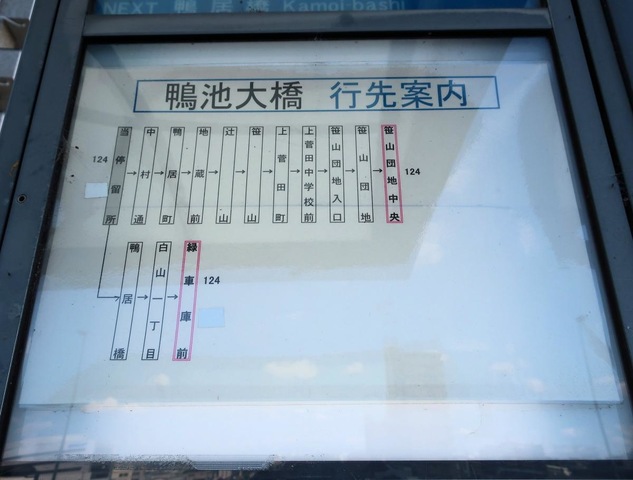 NEXT 鴨居橋 Kamoi-bashi
鴨池大橋 行先案内
124 当停留所 → 中村通 → 鴨居町 → 地蔵前 → 辻山 → 笹山 → 上菅田町 → 上菅田中学校前 → 笹山団地入口 → 笹山団地 → 笹山団地中央 124
→ 鴨居橋 → 白山一丁目 → 緑車庫前 124